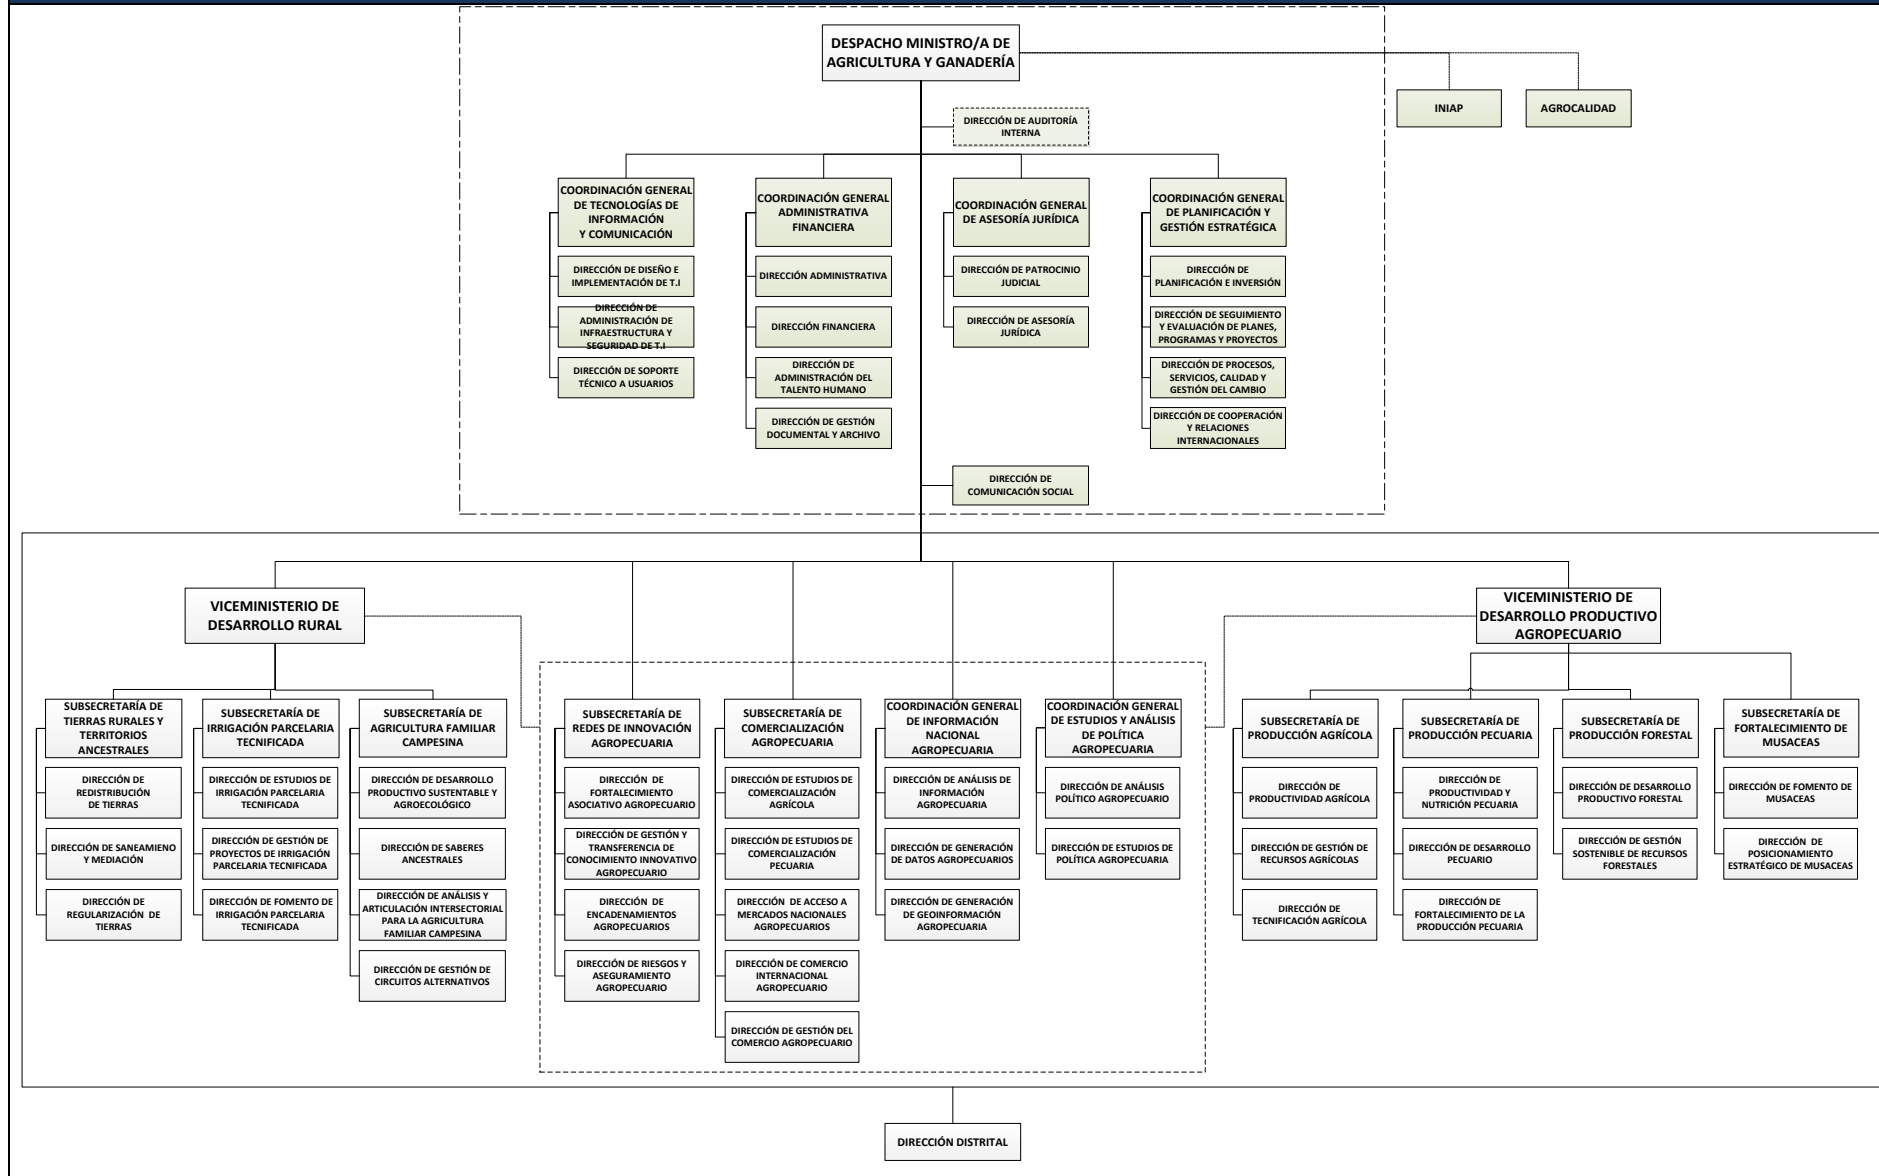 DESPACHO MINISTRO/A DE
AGRICULTURA Y GANADERÍA
INIAP
AGROCALIDAD
DIRECCIÓN DE AUDITORÍA
INTERNA
COORDINACIÓN GENERAL
DE TECNOLOGÍAS DE
INFORMACIÓN
Y COMUNICACIÓN
DIRECCIÓN DE DISEÑO E
IMPLEMENTACIÓN DE T.I
DIRECCIÓN DE
ADMINISTRACIÓN DE
INFRAESTRUCTURA Y
SEGURIDAD DE T.I
DIRECCIÓN DE SOPORTE
TÉCNICO A USUARIOS
COORDINACIÓN GENERAL
ADMINISTRATIVA
FINANCIERA
DIRECCIÓN ADMINISTRATIVA
DIRECCIÓN FINANCIERA
DIRECCIÓN DE
ADMINISTRACIÓN DEL
TALENTO HUMANO
DIRECCIÓN DE GESTIÓN
DOCUMENTAL Y ARCHIVO
COORDINACIÓN GENERAL
DE ASESORÍA JURÍDICA
DIRECCIÓN DE PATROCINIO
JUDICIAL
DIRECCIÓN DE ASESORÍA
JURÍDICA
COORDINACIÓN GENERAL
DE PLANIFICACIÓN Y
GESTIÓN ESTRATÉGICA
DIRECCIÓN DE
PLANIFICACIÓN E INVERSIÓN
DIRECCIÓN DE SEGUIMIENTO
Y EVALUACIÓN DE PLANES,
PROGRAMAS Y PROYECTOS
DIRECCIÓN DE PROCESOS,
SERVICIOS, CALIDAD Y
GESTIÓN DEL CAMBIO
DIRECCIÓN DE COOPERACIÓN
Y RELACIONES
INTERNACIONALES
DIRECCIÓN DE
COMUNICACIÓN SOCIAL
VICEMINISTERIO DE
DESARROLLO RURAL
VICEMINISTERIO DE
DESARROLLO PRODUCTIVO
AGROPECUARIO
SUBSECRETARÍA DE
TIERRAS RURALES Y
TERRITORIOS
ANCESTRALES
DIRECCIÓN DE
REDISTRIBUCIÓN
DE TIERRAS
DIRECCIÓN DE SANEAMIENO
Y MEDIACIÓN
DIRECCIÓN DE
REGULARIZACIÓN DE
TIERRAS
SUBSECRETARÍA DE
IRRIGACIÓN PARCELARIA
TECNIFICADA
DIRECCIÓN DE ESTUDIOS DE
IRRIGACIÓN PARCELARIA
TECNIFICADA
DIRECCIÓN DE GESTIÓN DE
PROYECTOS DE IRRIGACIÓN
PARCELARIA TECNIFICADA
DIRECCIÓN DE FOMENTO DE
IRRIGACIÓN PARCELARIA
TECNIFICADA
SUBSECRETARÍA DE
AGRICULTURA FAMILIAR
CAMPESINA
DIRECCIÓN DE DESARROLLO
PRODUCTIVO SUSTENTABLE Y
AGROECOLÓGICO
DIRECCIÓN DE SABERES
ANCESTRALES
DIRECCIÓN DE ANÁLISIS Y
ARTICULACIÓN INTERSECTORIAL
PARA LA AGRICULTURA
FAMILIAR CAMPESINA
DIRECCIÓN DE GESTIÓN DE
CIRCUITOS ALTERNATIVOS
SUBSECRETARÍA DE
REDES DE INNOVACIÓN
AGROPECUARIA
DIRECCIÓN DE
FORTALECIMIENTO
ASOCIATIVO AGROPECUARIO
DIRECCIÓN DE GESTIÓN Y
TRANSFERENCIA DE
CONOCIMIENTO INNOVATIVO
AGROPECUARIO
DIRECCIÓN DE
ENCADENAMIENTOS
AGROPECUARIOS
DIRECCIÓN DE RIESGOS Y
ASEGURAMIENTO
AGROPECUARIO
SUBSECRETARÍA DE
COMERCIALIZACIÓN
AGROPECUARIA
DIRECCIÓN DE ESTUDIOS DE
COMERCIALIZACIÓN
AGRÍCOLA
DIRECCIÓN DE ESTUDIOS DE
COMERCIALIZACIÓN
PECUARIA
DIRECCIÓN DE ACCESO A
MERCADOS NACIONALES
AGROPECUARIOS
DIRECCIÓN DE COMERCIO
INTERNACIONAL
AGROPECUARIO
DIRECCIÓN DE GESTIÓN DEL
COMERCIO AGROPECUARIO
COORDINACIÓN GENERAL
DE INFORMACIÓN
NACIONAL
AGROPECUARIA
DIRECCIÓN DE ANÁLISIS DE
INFORMACIÓN
AGROPECUARIA
DIRECCIÓN DE GENERACIÓN
DE DATOS AGROPECUARIOS
DIRECCIÓN DE GENERACIÓN
DE GEOINFORMACIÓN
AGROPECUARIA
COORDINACIÓN GENERAL
DE ESTUDIOS Y ANÁLISIS
DE POLÍTICA
AGROPECUARIA
DIRECCIÓN DE ANÁLISIS
POLÍTICO AGROPECUARIO
DIRECCIÓN DE ESTUDIOS DE
POLÍTICA AGROPECUARIA
SUBSECRETARÍA DE
PRODUCCIÓN AGRÍCOLA
DIRECCIÓN DE
PRODUCTIVIDAD AGRÍCOLA
DIRECCIÓN DE GESTIÓN DE
RECURSOS AGRÍCOLAS
DIRECCIÓN DE
TECNIFICACIÓN AGRÍCOLA
SUBSECRETARÍA DE
PRODUCCIÓN PECUARIA
DIRECCIÓN DE
PRODUCTIVIDAD Y
NUTRICIÓN PECUARIA
DIRECCIÓN DE DESARROLLO
PECUARIO
DIRECCIÓN DE
FORTALECIMIENTO DE LA
PRODUCCIÓN PECUARIA
SUBSECRETARÍA DE
PRODUCCIÓN FORESTAL
DIRECCIÓN DE DESARROLLO
PRODUCTIVO FORESTAL
DIRECCIÓN DE GESTIÓN
SOSTENIBLE DE RECURSOS
FORESTALES
SUBSECRETARÍA DE
FORTALECIMIENTO DE
MUSACEAS
DIRECCIÓN DE FOMENTO DE
MUSACEAS
DIRECCIÓN DE
POSICIONAMIENTO
ESTRATÉGICO DE MUSACEAS
DIRECCIÓN DISTRITAL